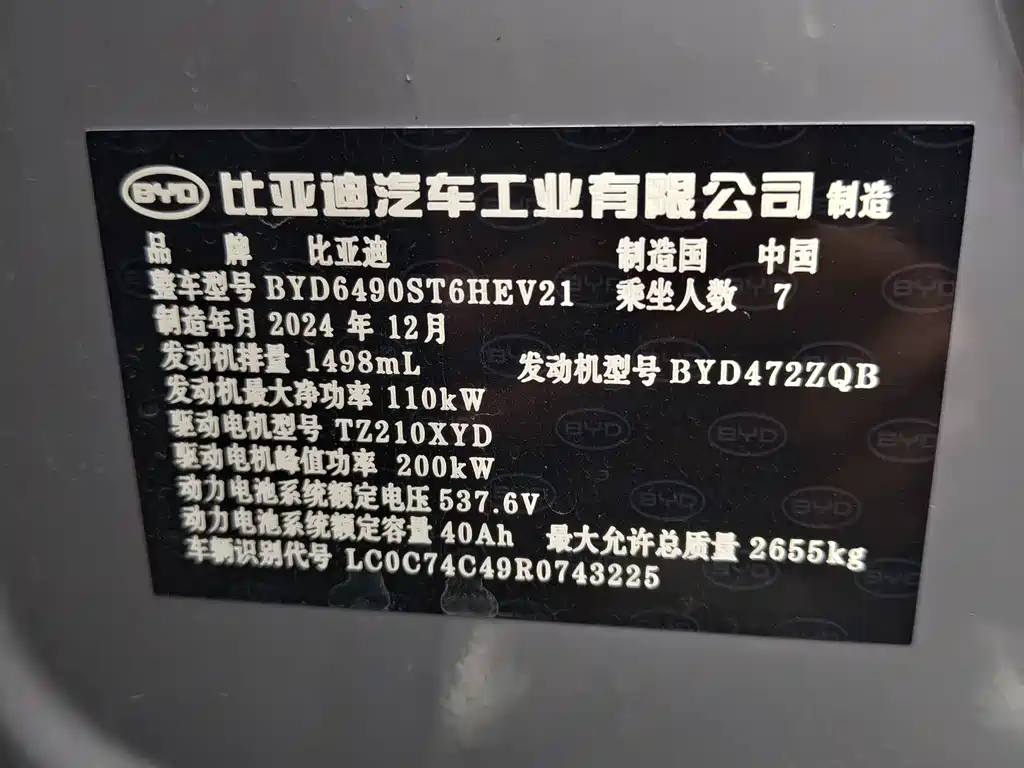 BYD 比亚迪汽车工业有限公司 制造
品 牌 比亚迪 制造国 中国
整车型号 BYD6490ST6HEV21 乘坐人数 7
制造年月 2024 年 12月
发动机排量 1498mL 发动机型号 BYD472ZQB
发动机最大净功率 110kW
驱动电机型号 TZ210XYD
驱动电机峰值功率 200kW
动力电池系统额定电压 537.6V
动力电池系统额定容量 40Ah 最大允许总质量 2655kg
车辆识别代号 LC0C74C49R0743225